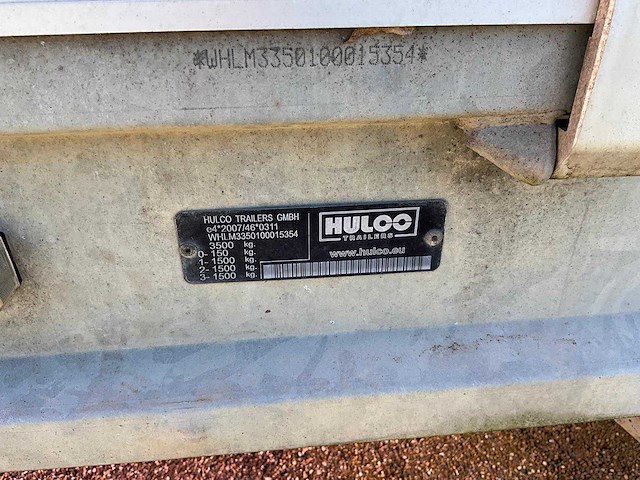 *WHLM3350100015354*
HULCO TRAILERS GMBH
e4*2007/46*0311
WHLM3350100015354
3500 kg.
0- 150 kg.
1- 1500 kg.
2- 1500 kg.
3- 1500 kg.
HULCO
TRAILERS
www.hulco.eu